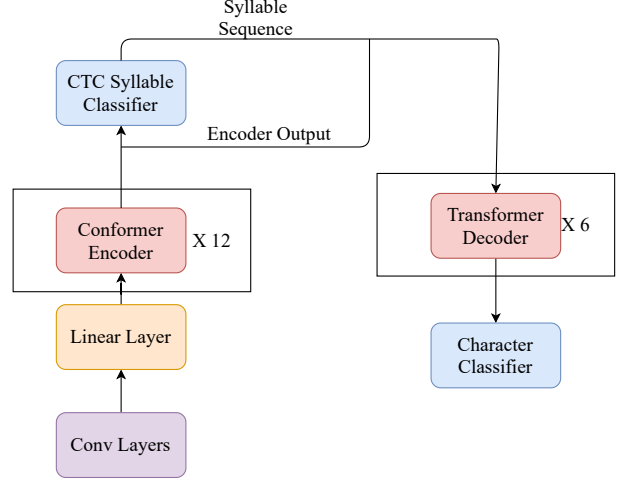 Syllable
Sequence
CTC Syllable
Classifier
Encoder Output
Conformer
Encoder
X 12
Transformer
Decoder
X 6
Linear Layer
Character
Classifier
Conv Layers